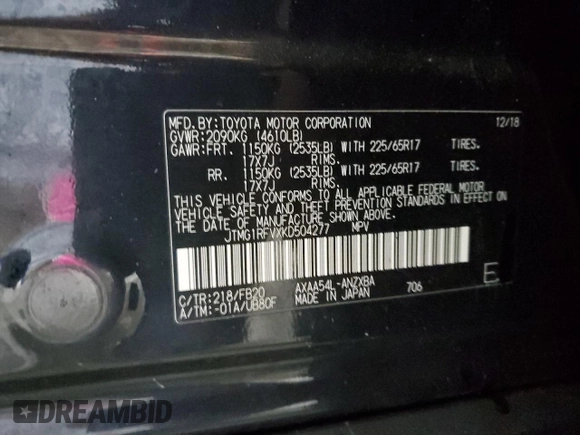 MFD.BY:TOYOTA MOTOR CORPORATION 12/18
GVWR:2090KG (4610LB)
GAWR:FRT. 1150KG (2535LB) WITH 225/65R17 TIRES.
17X7J RIMS.
RR. 1150KG (2535LB) WITH 225/65R17 TIRES.
17X7J RIMS.
THIS VEHICLE CONFORMS TO ALL APPLICABLE FEDERAL MOTOR
VEHICLE SAFETY AND THEFT PREVENTION STANDARDS IN EFFECT ON
THE DATE OF MANUFACTURE SHOWN ABOVE.
JTMG1RFVXKD504277 MPV
C/TR:218/FB20 AXAA54L-ANZXBA 706
A/TM:-01A/UB80F MADE IN JAPAN
E
DREAMBID